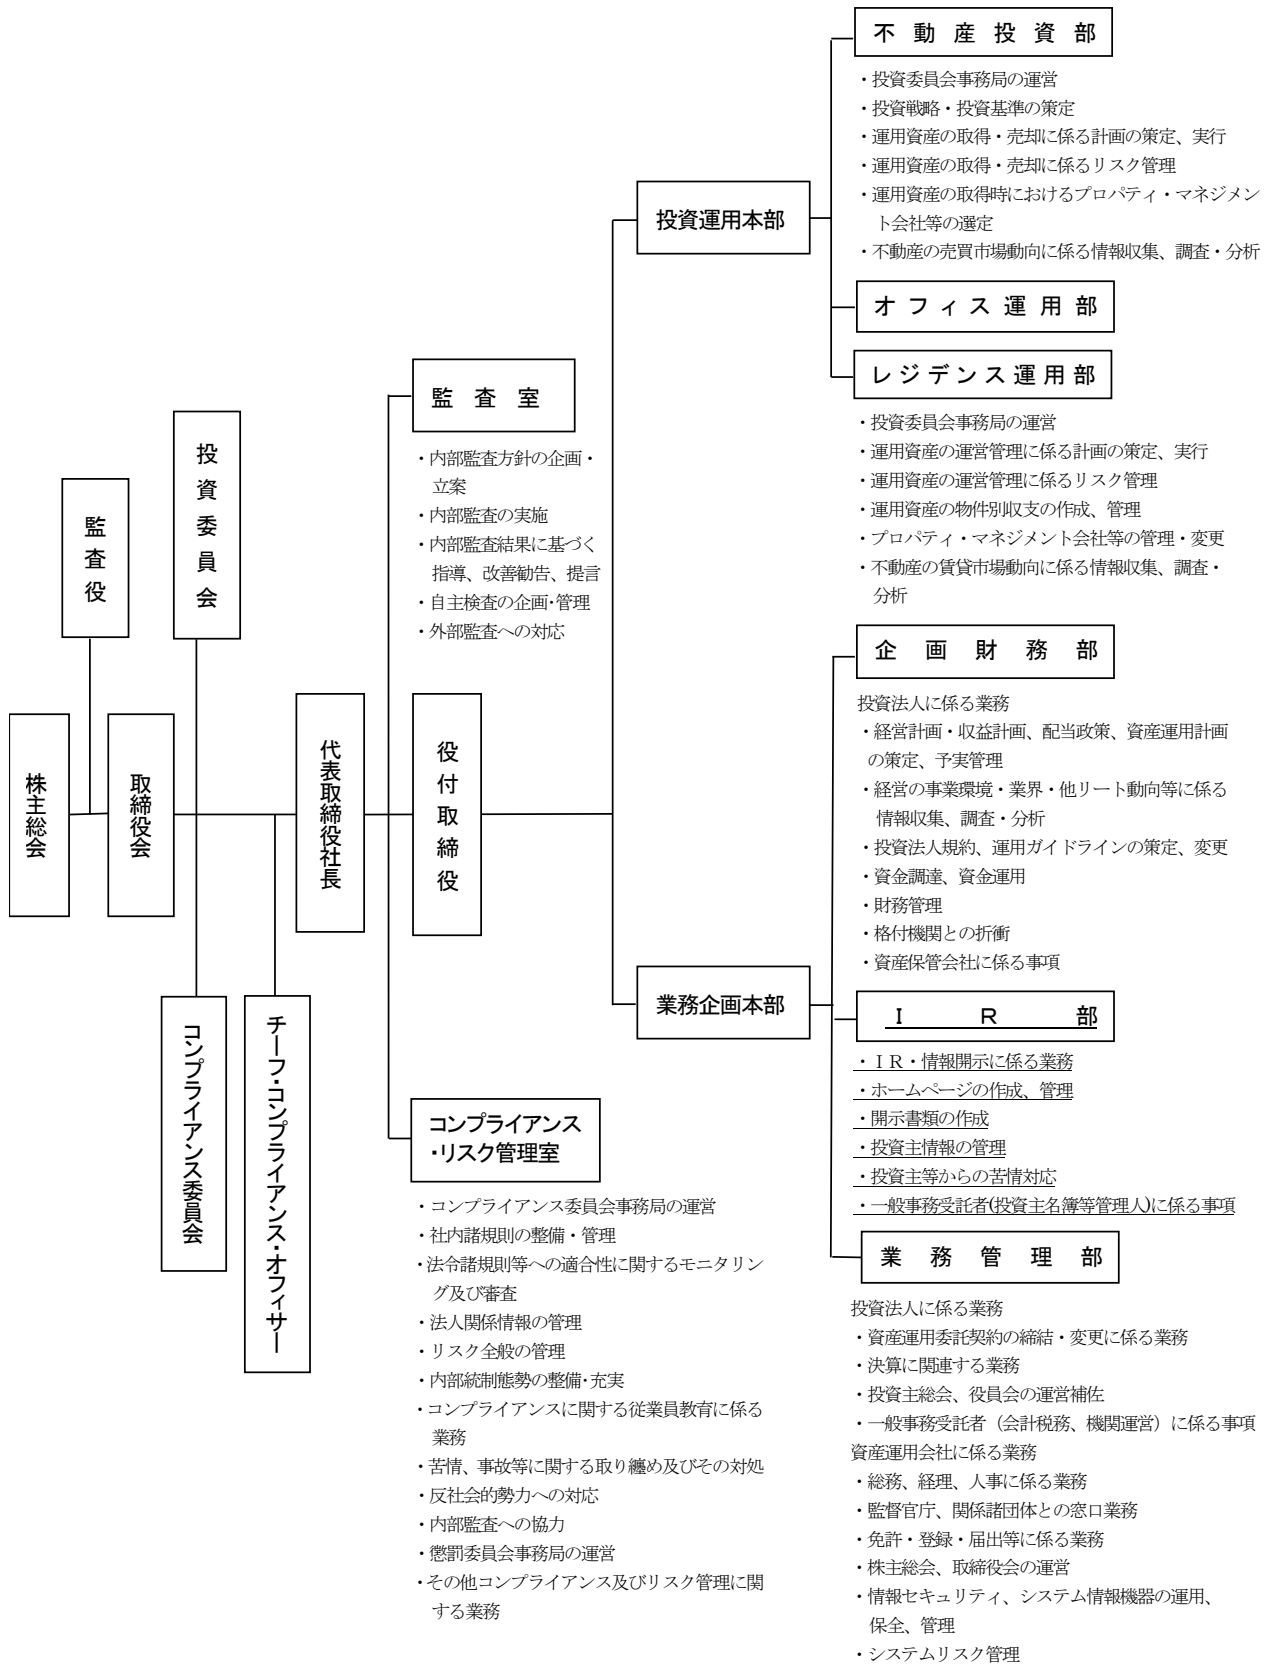 株主総会
監査役
取締役会
投資委員会
コンプライアンス委員会
チーフ・コンプライアンス・オフィサー
代表取締役社長
監査室
・内部監査方針の企画・
立案
・内部監査の実施
・内部監査結果に基づく
指導、改善勧告、提言
・自主検査の企画・管理
・外部監査への対応
役付取締役
コンプライアンス
・リスク管理室
・コンプライアンス委員会事務局の運営
・社内諸規則の整備・管理
・法令諸規則等への適合性に関するモニタリン
グ及び審査
・法人関係情報の管理
・リスク全般の管理
・内部統制態勢の整備・充実
・コンプライアンスに関する従業員教育に係る
業務
・苦情、事故等に関する取り纏め及びその対処
・反社会的勢力への対応
・内部監査への協力
・懲罰委員会事務局の運営
・その他コンプライアンス及びリスク管理に関
する業務
投資運用本部
不動産投資部
・投資委員会事務局の運営
・投資戦略・投資基準の策定
・運用資産の取得・売却に係る計画の策定、実行
・運用資産の取得・売却に係るリスク管理
・運用資産の取得時におけるプロパティ・マネジメン
ト会社等の選定
・不動産の売買市場動向に係る情報収集、調査・分析
オフィス運用部
レジデンス運用部
・投資委員会事務局の運営
・運用資産の運営管理に係る計画の策定、実行
・運用資産の運営管理に係るリスク管理
・運用資産の物件別収支の作成、管理
・プロパティ・マネジメント会社等の管理・変更
・不動産の賃貸市場動向に係る情報収集、調査・
分析
業務企画本部
企画財務部
投資法人に係る業務
・経営計画・収益計画、配当政策、資産運用計画
の策定、予実管理
・経営の事業環境・業界・他リート動向等に係る
情報収集、調査・分析
・投資法人規約、運用ガイドラインの策定、変更
・資金調達、資金運用
・財務管理
・格付機関との折衝
・資産保管会社に係る事項
ＩＲ部
・ＩＲ・情報開示に係る業務
・ホームページの作成、管理
・開示書類の作成
・投資主情報の管理
・投資主等からの苦情対応
・一般事務受託者(投資主名簿等管理人)に係る事項
業務管理部
投資法人に係る業務
・資産運用委託契約の締結・変更に係る業務
・決算に関連する業務
・投資主総会、役員会の運営補佐
・一般事務受託者（会計税務、機関運営）に係る事項
資産運用会社に係る業務
・総務、経理、人事に係る業務
・監督官庁、関係諸団体との窓口業務
・免許・登録・届出等に係る業務
・株主総会、取締役会の運営
・情報セキュリティ、システム情報機器の運用、
保全、管理
・システムリスク管理